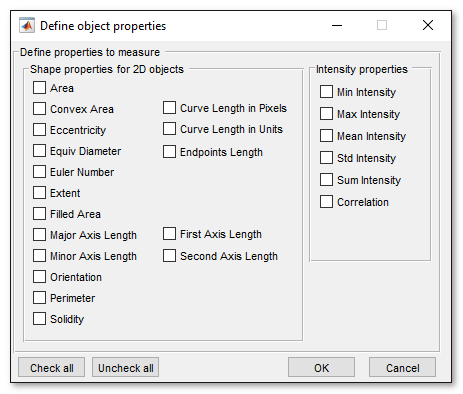 Define object properties
Define properties to measure
Shape properties for 2D objects
Area
Convex Area
Curve Length in Pixels
Eccentricity
Curve Length in Units
Equiv Diameter
Endpoints Length
Euler Number
Extent
Filled Area
Major Axis Length
First Axis Length
Minor Axis Length
Second Axis Length
Orientation
Perimeter
Solidity
Intensity properties
Min Intensity
Max Intensity
Mean Intensity
Std Intensity
Sum Intensity
Correlation
Check all
Uncheck all
OK
Cancel